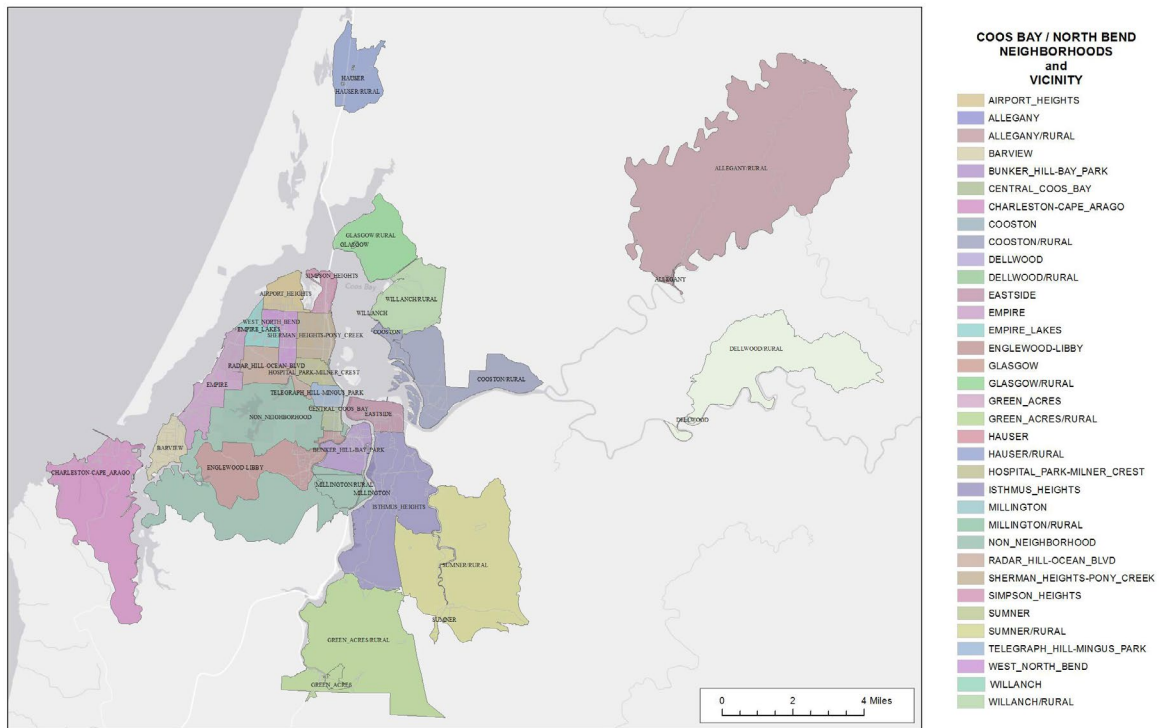 HAUSER
HAUSER/RURAL
ALLEGANY/RURAL
GLASGOW/RURAL
GLASGOW
SIMPSON_HEIGHTS
ALLEGANY
Coos Bay
AIRPORT_HEIGHTS
WILLANCH/RURAL
WILLANCH
WEST_NORTH_BEND
EMPIRE_LAKES
SHERMAN_HEIGHTS-PONY_CREEK
COOSTON
DELLWOOD/RURAL
RADAR_HILL-OCEAN_BLVD
HOSPITAL_PARK-MILNER_CREST
COOSTON/RURAL
EMPIRE
TELEGRAPH_HILL-MINGUS_PARK
CENTRAL_COOS_BAY
EASTSIDE
NON_NEIGHBORHOOD
DELLWOOD
BARVIEW
BUNKER_HILL-BAY_PARK
CHARLESTON-CAPE_ARAGO
ENGLEWOOD-LIBBY
MILLINGTON/RURAL
MILLINGTON
ISTHMUS_HEIGHTS
SUMNER/RURAL
SUMNER
GREEN_ACRES/RURAL
GREEN_ACRES
0 2 4 Miles
COOS BAY / NORTH BEND
NEIGHBORHOODS
and
VICINITY
AIRPORT_HEIGHTS
ALLEGANY
ALLEGANY/RURAL
BARVIEW
BUNKER_HILL-BAY_PARK
CENTRAL_COOS_BAY
CHARLESTON-CAPE_ARAGO
COOSTON
COOSTON/RURAL
DELLWOOD
DELLWOOD/RURAL
EASTSIDE
EMPIRE
EMPIRE_LAKES
ENGLEWOOD-LIBBY
GLASGOW
GLASGOW/RURAL
GREEN_ACRES
GREEN_ACRES/RURAL
HAUSER
HAUSER/RURAL
HOSPITAL_PARK-MILNER_CREST
ISTHMUS_HEIGHTS
MILLINGTON
MILLINGTON/RURAL
NON_NEIGHBORHOOD
RADAR_HILL-OCEAN_BLVD
SHERMAN_HEIGHTS-PONY_CREEK
SIMPSON_HEIGHTS
SUMNER
SUMNER/RURAL
TELEGRAPH_HILL-MINGUS_PARK
WEST_NORTH_BEND
WILLANCH
WILLANCH/RURAL